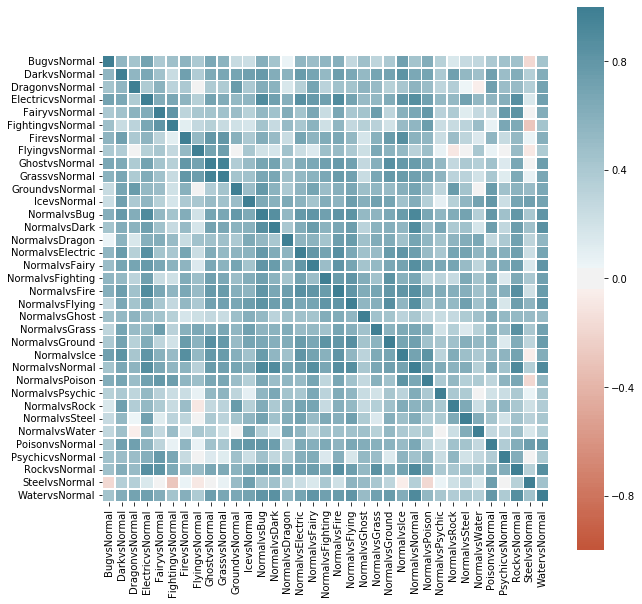 BugvsNormal
DarkvsNormal
DragonvsNormal
ElectricvsNormal
FairyvsNormal
FightingvsNormal
FirevsNormal
FlyingvsNormal
GhostvsNormal
GrassvsNormal
GroundvsNormal
IcevsNormal
NormalvsBug
NormalvsDark
NormalvsDragon
NormalvsElectric
NormalvsFairy
NormalvsFighting
NormalvsFire
NormalvsFlying
NormalvsGhost
NormalvsGrass
NormalvsGround
NormalvsIce
NormalvsNormal
NormalvsPoison
NormalvsPsychic
NormalvsRock
NormalvsSteel
NormalvsWater
PoisonvsNormal
PsychicvsNormal
RockvsNormal
SteelvsNormal
WatervsNormal
BugvsNormal
DarkvsNormal
DragonvsNormal
ElectricvsNormal
FairyvsNormal
FightingvsNormal
FirevsNormal
FlyingvsNormal
GhostvsNormal
GrassvsNormal
GroundvsNormal
IcevsNormal
NormalvsBug
NormalvsDark
NormalvsDragon
NormalvsElectric
NormalvsFairy
NormalvsFighting
NormalvsFire
NormalvsFlying
NormalvsGhost
NormalvsGrass
NormalvsGround
NormalvsIce
NormalvsNormal
NormalvsPoison
NormalvsPsychic
NormalvsRock
NormalvsSteel
NormalvsWater
PoisonvsNormal
PsychicvsNormal
RockvsNormal
SteelvsNormal
WatervsNormal
0.8
0.4
0.0
−0.4
−0.8